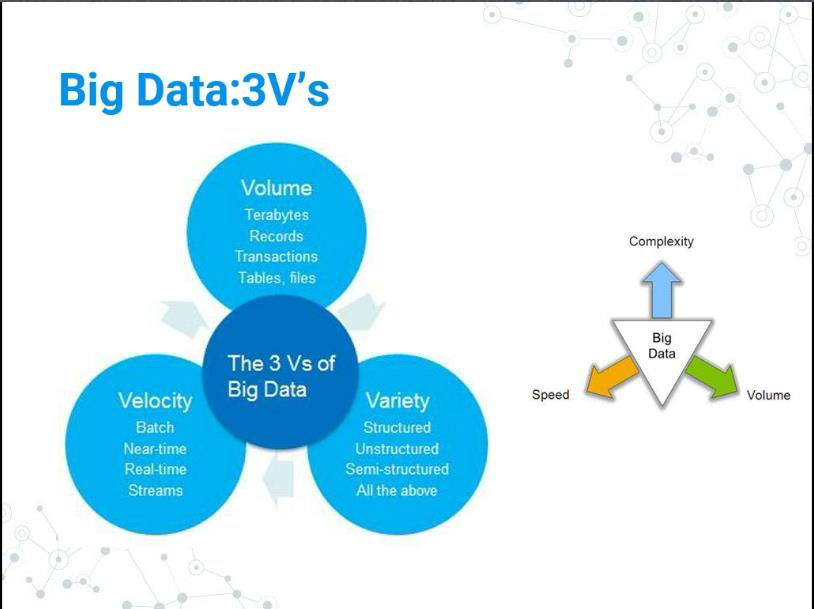 Big Data:3V’s
Volume
Terabytes
Records
Transactions
Tables, files
The 3 Vs of
Big Data
Velocity
Batch
Near-time
Real-time
Streams
Variety
Structured
Unstructured
Semi-structured
All the above
Complexity
Big
Data
Speed
Volume